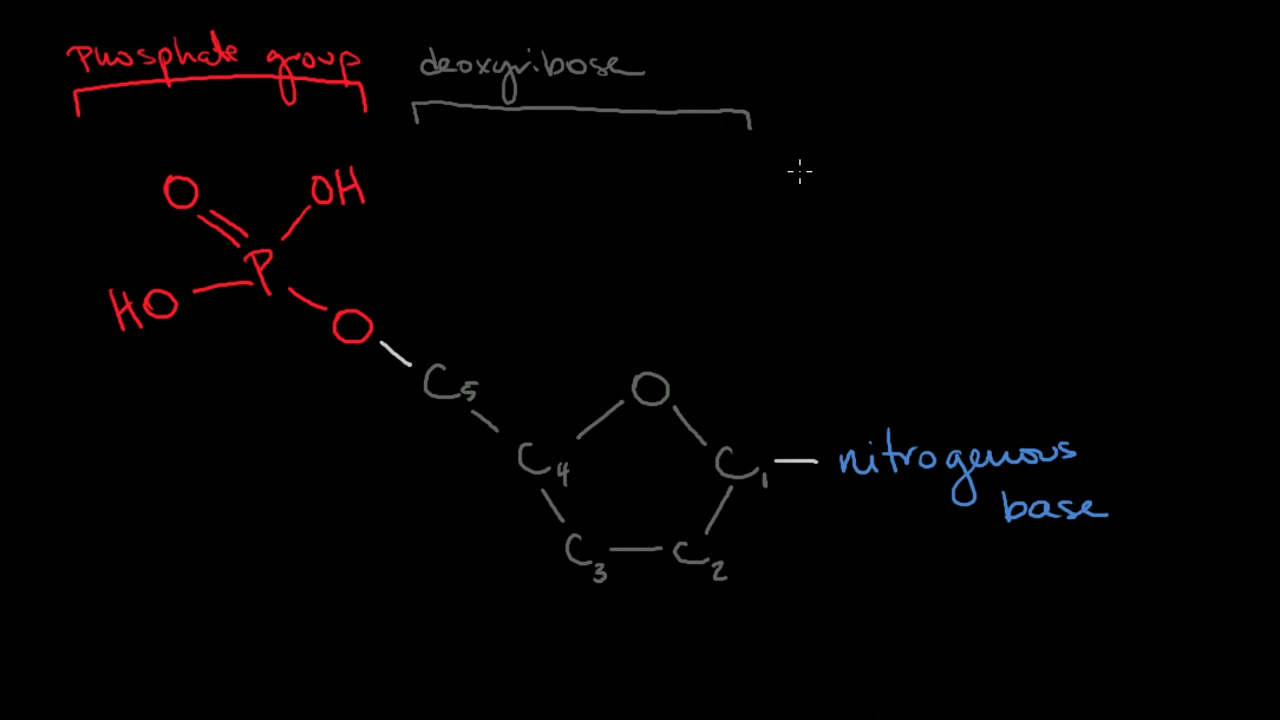 Phosphate group deoxyribose
O OH
P
HO O
C5 O
C4 C1 nitrogenous
base
C3 C2